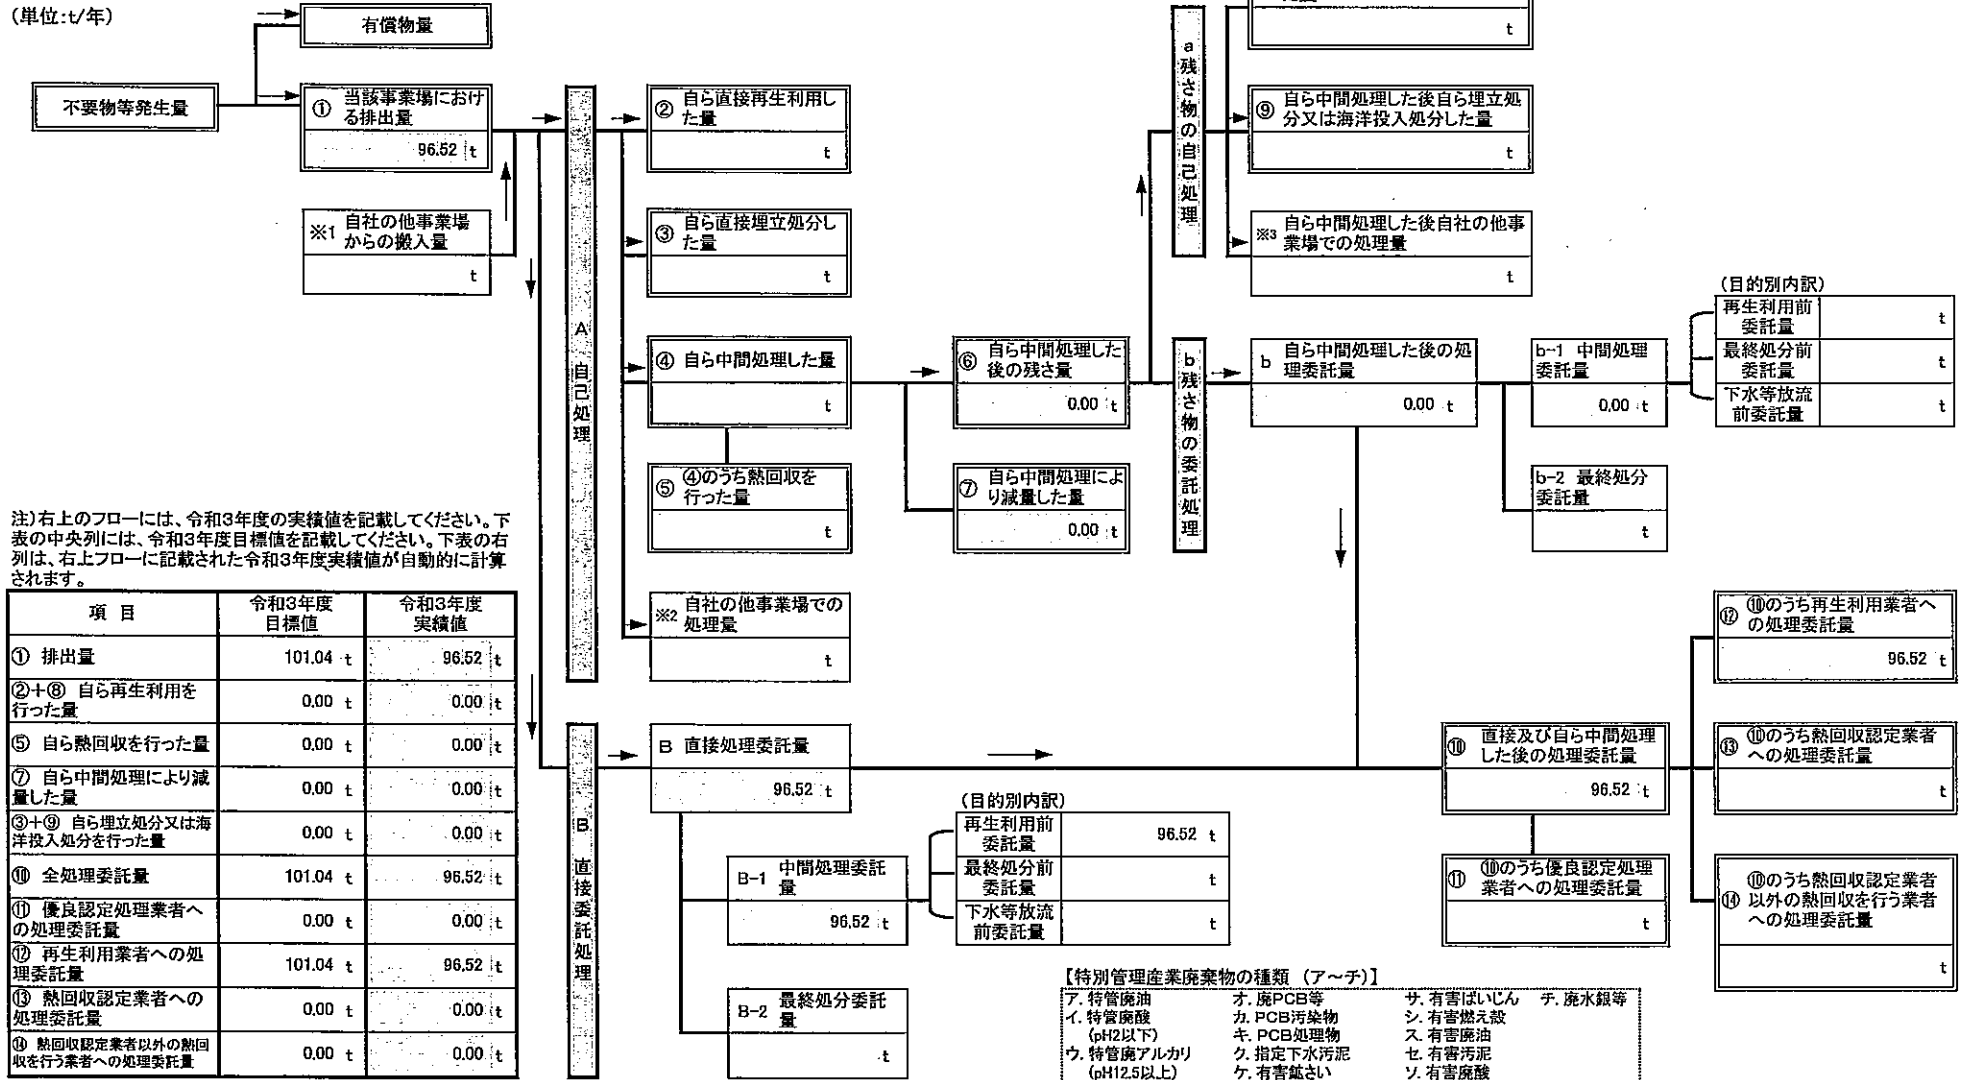 (単位:t/年)
有償物量
不要物等発生量
① 当該事業場におけ
る排出量
96.52 t
※1 自社の他事業場
からの搬入量
t
A 自己処理
② 自ら直接再生利用し
た量
t
③ 自ら直接埋立処分し
た量
t
④ 自ら中間処理した量
t
⑤ ④のうち熱回収を
行った量
t
※2 自社の他事業場での
処理量
t
⑥ 自ら中間処理した
後の残さ量
0.00 t
⑦ 自ら中間処理によ
り減量した量
0.00 t
a 残さ物の自己処理
t
⑨ 自ら中間処理した後自ら埋立処
分又は海洋投入処分した量
t
※3 自ら中間処理した後自社の他事
業場での処理量
t
b 残さ物の委託処理
b 自ら中間処理した後の処
理委託量
0.00 t
b-1 中間処理
委託量
0.00 t
(目的別内訳)
再生利用前
委託量 t
最終処分前
委託量 t
下水等放流
前委託量 t
b-2 最終処分
委託量
t
注)右上のフローには、令和3年度の実績値を記載してください。下
表の中央列には、令和3年度目標値を記載してください。下表の右
列は、右上フローに記載された令和3年度実績値が自動的に計算
されます。
項 目 令和3年度 令和3年度
目標値 実績値
① 排出量 101.04 t 96.52 t
②+⑧ 自ら再生利用を
行った量 0.00 t 0.00 t
⑤ 自ら熱回収を行った量 0.00 t 0.00 t
⑦ 自ら中間処理により減
量した量 0.00 t 0.00 t
③+⑨ 自ら埋立処分又は海
洋投入処分を行った量 0.00 t 0.00 t
⑩ 全処理委託量 101.04 t 96.52 t
⑪ 優良認定処理業者へ
の処理委託量 0.00 t 0.00 t
⑫ 再生利用業者への処
理委託量 101.04 t 96.52 t
⑬ 熱回収認定業者への
処理委託量 0.00 t 0.00 t
⑭ 熱回収認定業者以外の熱回
収を行う業者への処理委託量 0.00 t 0.00 t
B 直接委託処理
B 直接処理委託量
96.52 t
B-1 中間処理委託
量
96.52 t
(目的別内訳)
再生利用前
委託量 96.52 t
最終処分前
委託量 t
下水等放流
前委託量 t
B-2 最終処分委託
量
t
⑩ 直接及び自ら中間処理
した後の処理委託量
96.52 t
⑪ ⑩のうち優良認定処理
業者への処理委託量
t
⑫ ⑩のうち再生利用業者へ
の処理委託量
96.52 t
⑬ ⑩のうち熱回収認定業者
への処理委託量
t
⑭ ⑩のうち熱回収認定業者
以外の熱回収を行う業者
への処理委託量
t
【特別管理産業廃棄物の種類 (ア~チ)】
ア. 特管廃油 オ. 廃PCB等 サ. 有害ばいじん チ. 廃水銀等
イ. 特管廃酸 カ. PCB汚染物 シ. 有害燃え殻
(pH2以下) キ. PCB処理物 ス. 有害廃油
ウ. 特管廃アルカリ ク. 指定下水汚泥 セ. 有害汚泥
(pH12.5以上) ケ. 有害鉱さい ソ. 有害廃酸